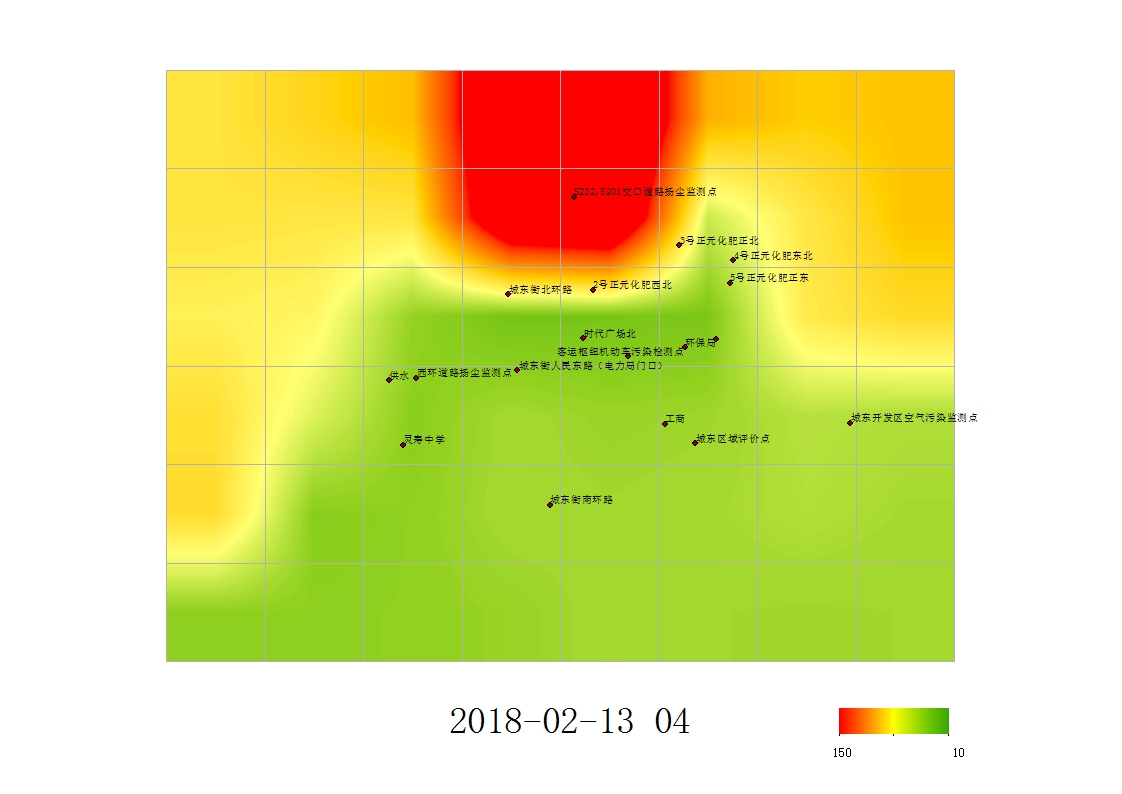 S232,S201交口道路扬尘监测点
3号正元化肥正北
4号正元化肥东北
5号正元化肥正东
城东街北环路
2号正元化肥西北
时代广场北
环保局
客运枢纽机动车污染检测点
城东街人民东路（电力局门口）
供水
西环道路扬尘监测点
工商
城东开发区空气污染监测点
灵寿中学
城东区域评价点
城东街南环路
2018-02-13 04
150
10